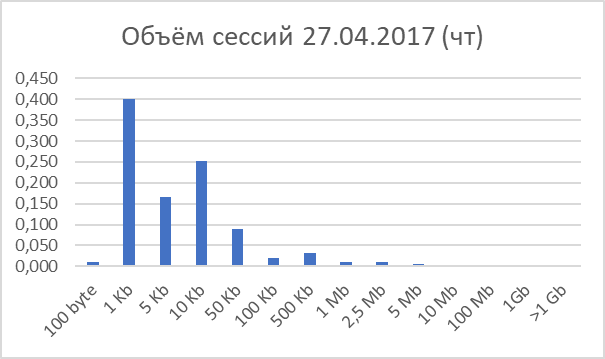 Объём сессий 27.04.2017 (чт)
0,450
0,400
0,350
0,300
0,250
0,200
0,150
0,100
0,050
0,000
100 byte
1 Kb
5 Kb
10 Kb
50 Kb
100 Kb
500 Kb
1 Mb
2,5 Mb
5 Mb
10 Mb
100 Mb
1Gb
>1 Gb